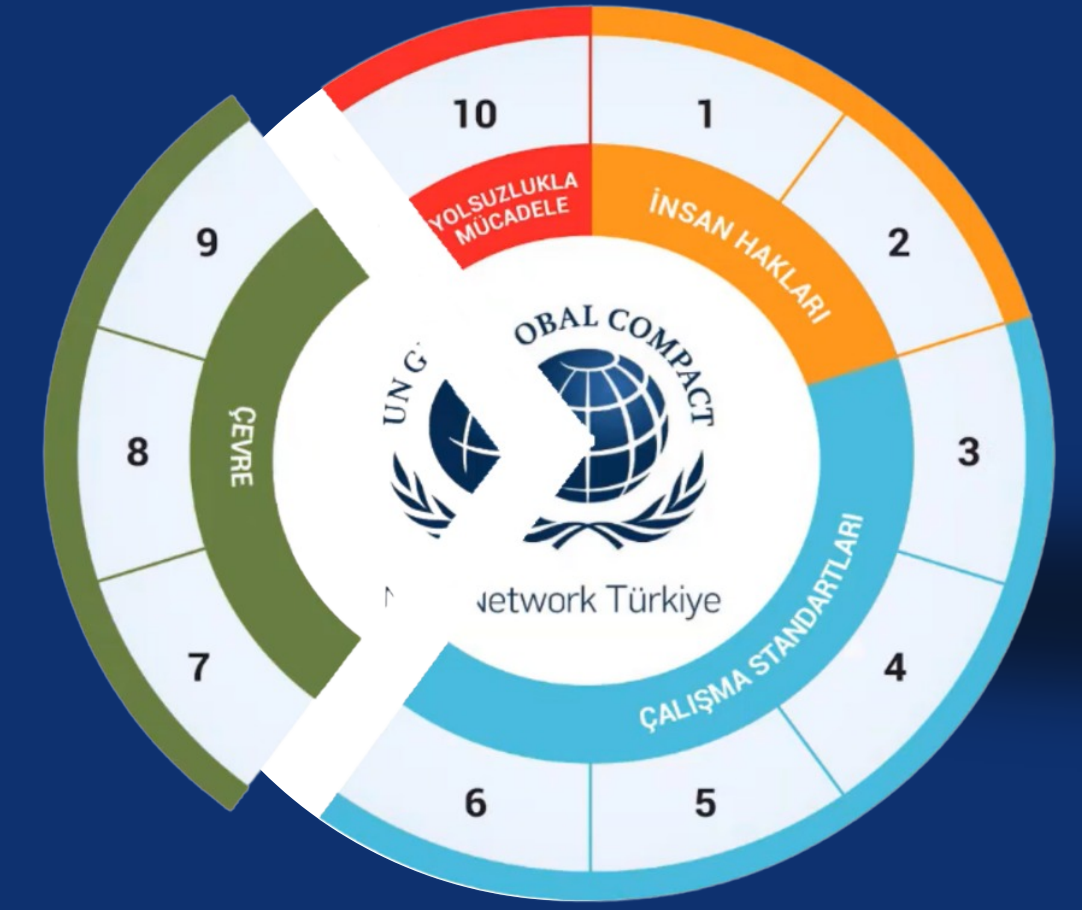 10
1
2
3
4
5
6
7
8
9
YOLSUZLUKLA
MÜCADELE
İNSAN HAKLARI
ÇALIŞMA STANDARTLARI
ÇEVRE
UN G
OBAL COMPACT
Türkiye